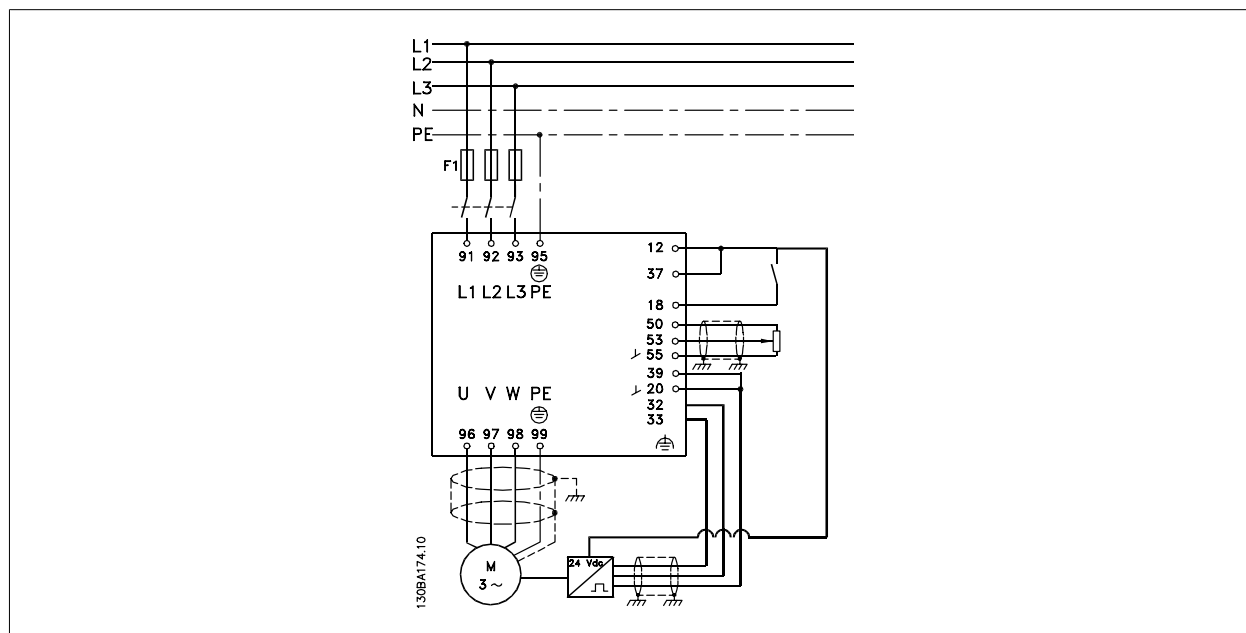 L1
L2
L3
N
PE
F1
91 92 93 95
L1 L2 L3 PE
12
37
18
50
53
55
39
20
32
33
U V W PE
96 97 98 99
M
3 ~
24 Vdc
130BA174.10